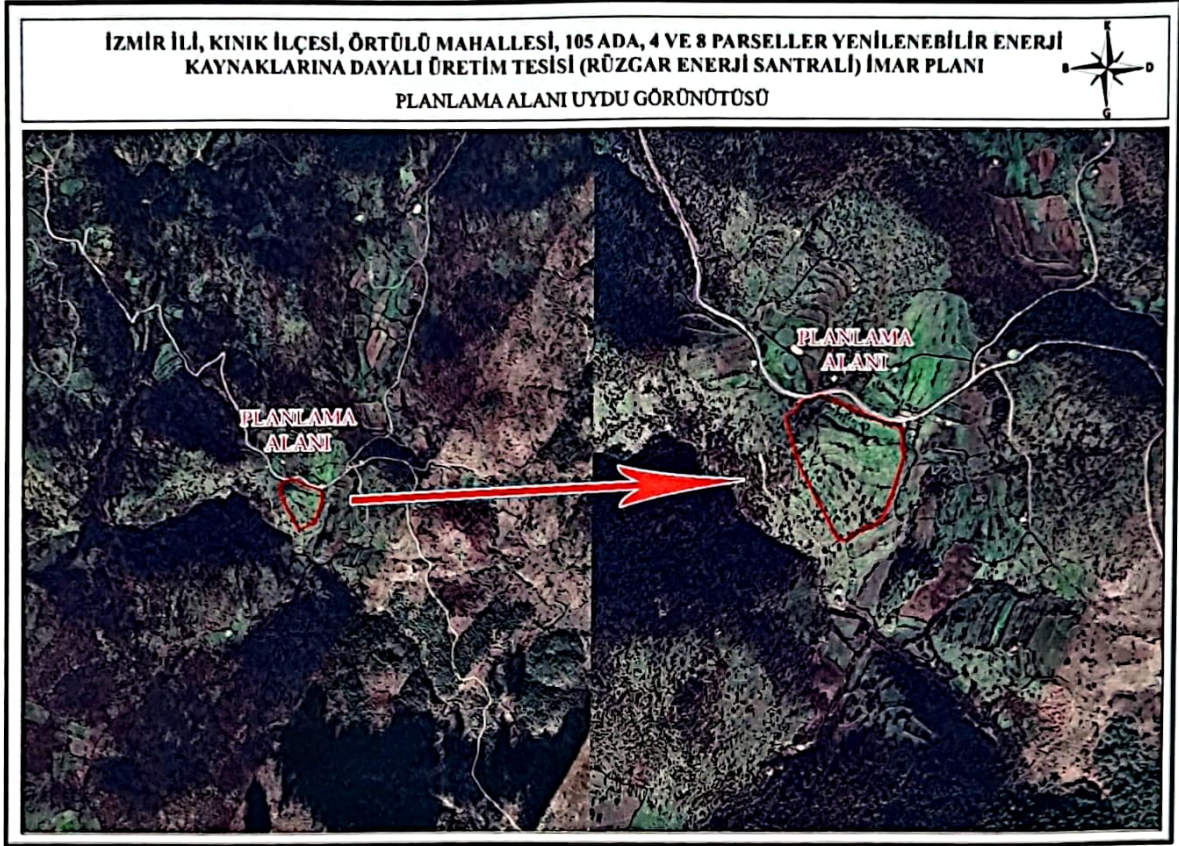 İZMİR İLİ, KINIK İLÇESİ, ÖRTÜLÜ MAHALLESİ, 105 ADA, 4 VE 8 PARSELLER YENİLENEBİLİR ENERJİ
KAYNAKLARINA DAYALI ÜRETİM TESİSİ (RÜZGAR ENERJİ SANTRALİ) İMAR PLANI
PLANLAMA ALANI UYDU GÖRÜNÜTÜSÜ
K
B
D
G
PLANLAMA
ALANI
PLANLAMA
ALANI